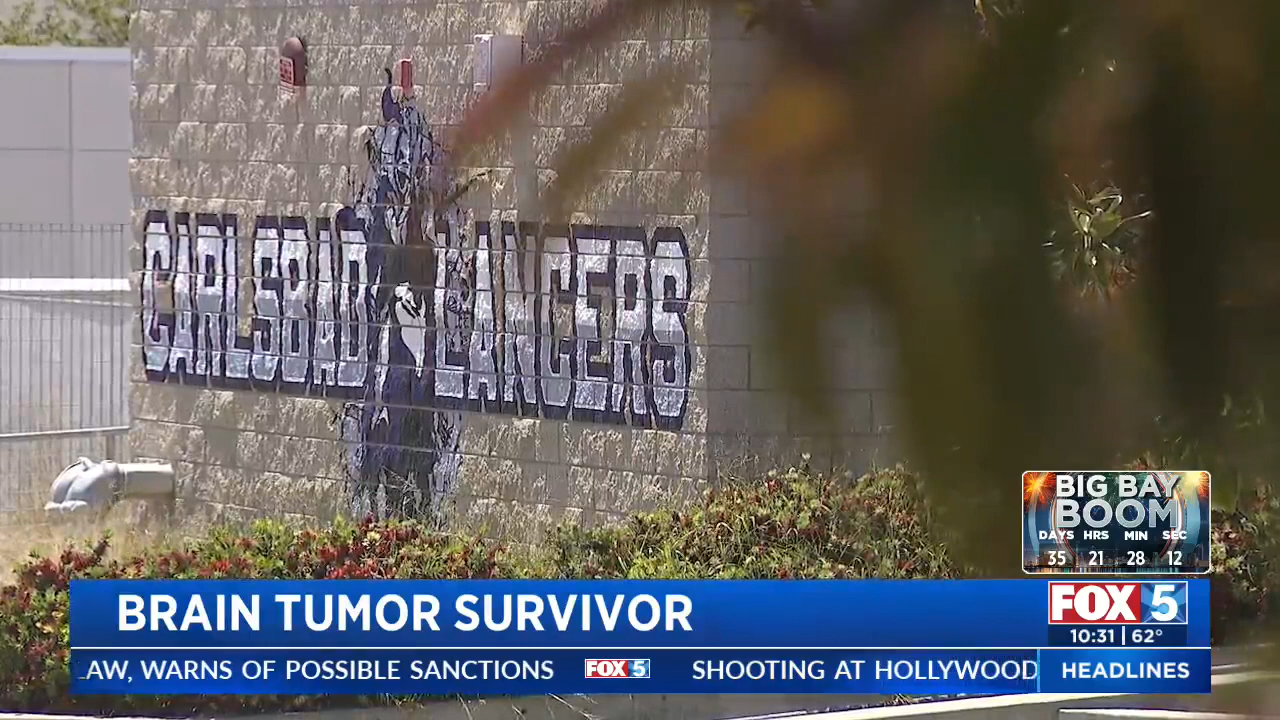 CARLSBAD LANCERS
BIG BAY
BOOM
DAYS HRS MIN SEC
35 21 28 12
BRAIN TUMOR SURVIVOR
FOX 5
10:31 | 62°
AW, WARNS OF POSSIBLE SANCTIONS FOX 5 SHOOTING AT HOLLYWOOD
HEADLINES